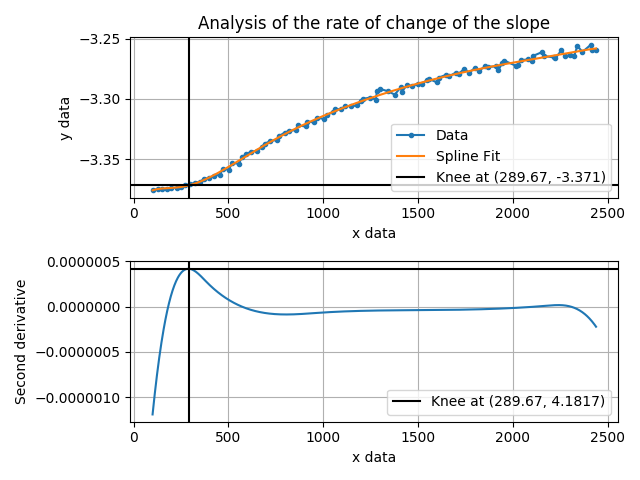 Analysis of the rate of change of the slope
−3.25
−3.30
−3.35
y data
Data
Spline Fit
Knee at (289.67, -3.371)
0 500 1000 1500 2000 2500
x data
0.0000005
0.0000000
−0.0000005
−0.0000010
Second derivative
Knee at (289.67, 4.1817)
0 500 1000 1500 2000 2500
x data